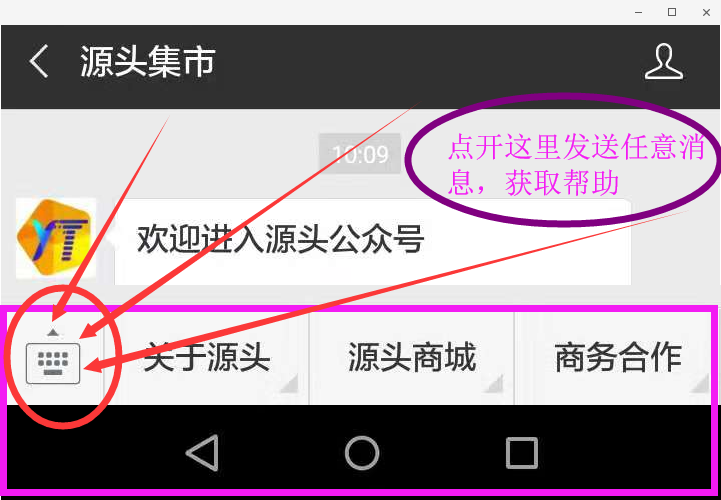 源头集市
10:09
点开这里发送任意消
息，获取帮助
YT
欢迎进入源头公众号
关于源头
源头商城
商务合作